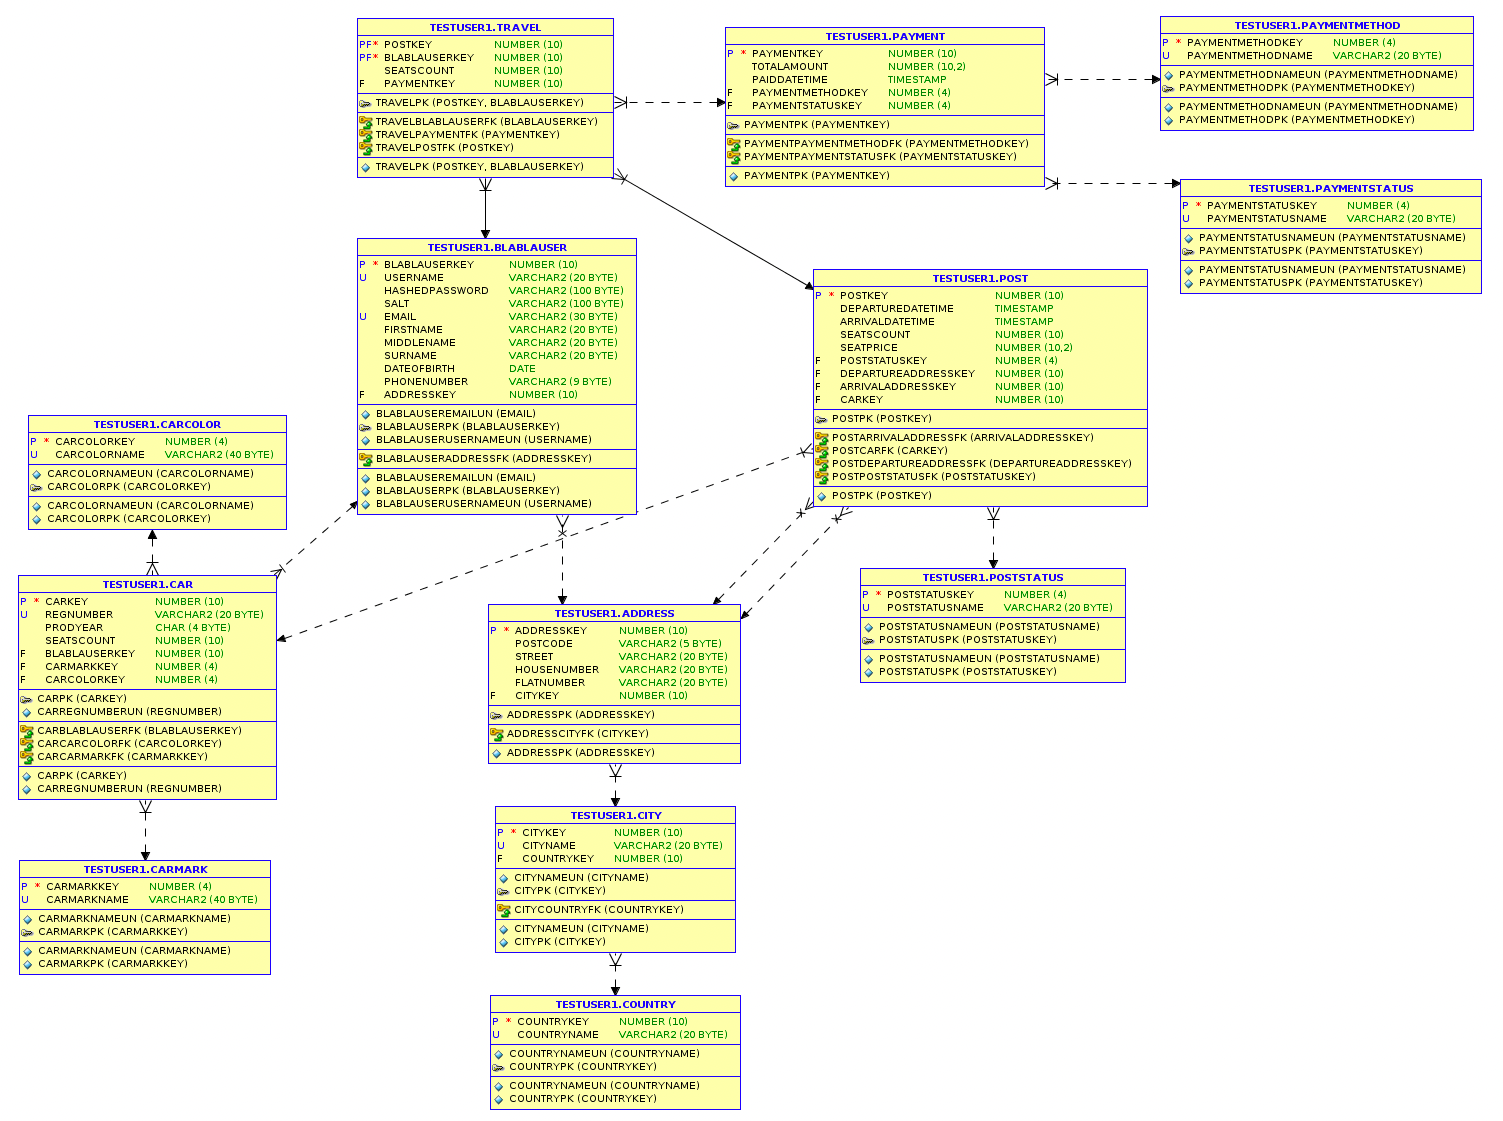 TESTUSER1.TRAVEL
PF* POSTKEY NUMBER (10)
PF* BLABLAUSERKEY NUMBER (10)
SEATSCOUNT NUMBER (10)
F PAYMENTKEY NUMBER (10)
TRAVELPK (POSTKEY, BLABLAUSERKEY)
TRAVELBLABLAUSERFK (BLABLAUSERKEY)
TRAVELPAYMENTFK (PAYMENTKEY)
TRAVELPOSTFK (POSTKEY)
TRAVELPK (POSTKEY, BLABLAUSERKEY)
TESTUSER1.PAYMENT
P * PAYMENTKEY NUMBER (10)
TOTALAMOUNT NUMBER (10,2)
PAIDDATETIME TIMESTAMP
F PAYMENTMETHODKEY NUMBER (4)
F PAYMENTSTATUSKEY NUMBER (4)
PAYMENTPK (PAYMENTKEY)
PAYMENTPAYMENTMETHODFK (PAYMENTMETHODKEY)
PAYMENTPAYMENTSTATUSFK (PAYMENTSTATUSKEY)
PAYMENTPK (PAYMENTKEY)
TESTUSER1.PAYMENTMETHOD
P * PAYMENTMETHODKEY NUMBER (4)
U PAYMENTMETHODNAME VARCHAR2 (20 BYTE)
PAYMENTMETHODNAMEUN (PAYMENTMETHODNAME)
PAYMENTMETHODPK (PAYMENTMETHODKEY)
PAYMENTMETHODNAMEUN (PAYMENTMETHODNAME)
PAYMENTMETHODPK (PAYMENTMETHODKEY)
TESTUSER1.PAYMENTSTATUS
P * PAYMENTSTATUSKEY NUMBER (4)
U PAYMENTSTATUSNAME VARCHAR2 (20 BYTE)
PAYMENTSTATUSNAMEUN (PAYMENTSTATUSNAME)
PAYMENTSTATUSPK (PAYMENTSTATUSKEY)
PAYMENTSTATUSNAMEUN (PAYMENTSTATUSNAME)
PAYMENTSTATUSPK (PAYMENTSTATUSKEY)
TESTUSER1.BLABLAUSER
P * BLABLAUSERKEY NUMBER (10)
U USERNAME VARCHAR2 (20 BYTE)
HASHEDPASSWORD VARCHAR2 (100 BYTE)
SALT VARCHAR2 (100 BYTE)
U EMAIL VARCHAR2 (30 BYTE)
FIRSTNAME VARCHAR2 (20 BYTE)
MIDDLENAME VARCHAR2 (20 BYTE)
SURNAME VARCHAR2 (20 BYTE)
DATEOFBIRTH DATE
PHONENUMBER VARCHAR2 (9 BYTE)
F ADDRESSKEY NUMBER (10)
BLABLAUSEREMAILUN (EMAIL)
BLABLAUSERPK (BLABLAUSERKEY)
BLABLAUSERUSERNAMEUN (USERNAME)
BLABLAUSERADDRESSFK (ADDRESSKEY)
BLABLAUSEREMAILUN (EMAIL)
BLABLAUSERPK (BLABLAUSERKEY)
BLABLAUSERUSERNAMEUN (USERNAME)
TESTUSER1.POST
P * POSTKEY NUMBER (10)
DEPARTUREDATETIME TIMESTAMP
ARRIVALDATETIME TIMESTAMP
SEATSCOUNT NUMBER (10)
SEATPRICE NUMBER (10,2)
F POSTSTATUSKEY NUMBER (4)
F DEPARTUREADDRESSKEY NUMBER (10)
F ARRIVALADDRESSKEY NUMBER (10)
F CARKEY NUMBER (10)
POSTPK (POSTKEY)
POSTARRIVALADDRESSFK (ARRIVALADDRESSKEY)
POSTCARFK (CARKEY)
POSTDEPARTUREADDRESSFK (DEPARTUREADDRESSKEY)
POSTPOSTSTATUSFK (POSTSTATUSKEY)
POSTPK (POSTKEY)
TESTUSER1.CARCOLOR
P * CARCOLORKEY NUMBER (4)
U CARCOLORNAME VARCHAR2 (40 BYTE)
CARCOLORNAMEUN (CARCOLORNAME)
CARCOLORPK (CARCOLORKEY)
CARCOLORNAMEUN (CARCOLORNAME)
CARCOLORPK (CARCOLORKEY)
TESTUSER1.CAR
P * CARKEY NUMBER (10)
U REGNUMBER VARCHAR2 (20 BYTE)
PRODYEAR CHAR (4 BYTE)
SEATSCOUNT NUMBER (10)
F BLABLAUSERKEY NUMBER (10)
F CARMARKKEY NUMBER (4)
F CARCOLORKEY NUMBER (4)
CARPK (CARKEY)
CARREGNUMBERUN (REGNUMBER)
CARBLABLAUSERFK (BLABLAUSERKEY)
CARCARCOLORFK (CARCOLORKEY)
CARCARMARKFK (CARMARKKEY)
CARPK (CARKEY)
CARREGNUMBERUN (REGNUMBER)
TESTUSER1.POSTSTATUS
P * POSTSTATUSKEY NUMBER (4)
U POSTSTATUSNAME VARCHAR2 (20 BYTE)
POSTSTATUSNAMEUN (POSTSTATUSNAME)
POSTSTATUSPK (POSTSTATUSKEY)
POSTSTATUSNAMEUN (POSTSTATUSNAME)
POSTSTATUSPK (POSTSTATUSKEY)
TESTUSER1.ADDRESS
P * ADDRESSKEY NUMBER (10)
POSTCODE VARCHAR2 (5 BYTE)
STREET VARCHAR2 (20 BYTE)
HOUSENUMBER VARCHAR2 (20 BYTE)
FLATNUMBER VARCHAR2 (20 BYTE)
F CITYKEY NUMBER (10)
ADDRESSPK (ADDRESSKEY)
ADDRESSCITYFK (CITYKEY)
ADDRESSPK (ADDRESSKEY)
TESTUSER1.CITY
P * CITYKEY NUMBER (10)
U CITYNAME VARCHAR2 (20 BYTE)
F COUNTRYKEY NUMBER (10)
CITYNAMEUN (CITYNAME)
CITYPK (CITYKEY)
CITYCOUNTRYFK (COUNTRYKEY)
CITYNAMEUN (CITYNAME)
CITYPK (CITYKEY)
TESTUSER1.CARMARK
P * CARMARKKEY NUMBER (4)
U CARMARKNAME VARCHAR2 (40 BYTE)
CARMARKNAMEUN (CARMARKNAME)
CARMARKPK (CARMARKKEY)
CARMARKNAMEUN (CARMARKNAME)
CARMARKPK (CARMARKKEY)
TESTUSER1.COUNTRY
P * COUNTRYKEY NUMBER (10)
U COUNTRYNAME VARCHAR2 (20 BYTE)
COUNTRYNAMEUN (COUNTRYNAME)
COUNTRYPK (COUNTRYKEY)
COUNTRYNAMEUN (COUNTRYNAME)
COUNTRYPK (COUNTRYKEY)